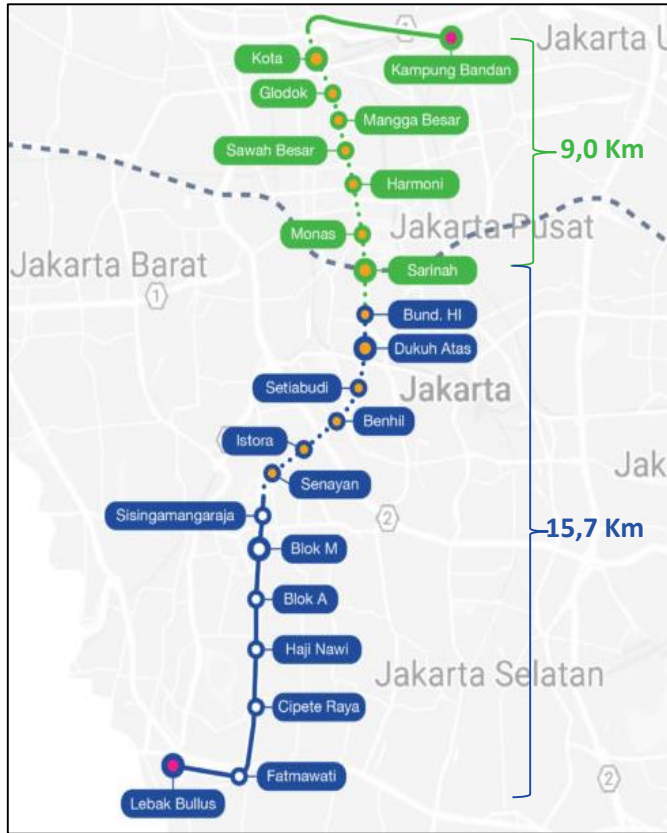 Jakarta U
Kota
Kampung Bandan
Glodok
Mangga Besar
Sawah Besar
9,0 Km
Harmoni
Monas
Jakarta Pusat
Jakarta Barat
Sarinah
1
Bund. HI
Dukuh Atas
Setiabudi
Jakarta
Benhil
Istora
Jak
Senayan
Sisingamangaraja
2
15,7 Km
Blok M
Blok A
Haji Nawi
Jakarta Selatan
Cipete Raya
Fatmawati
2
Lebak Bullus